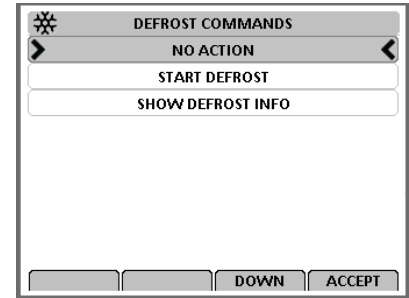 DEFROST COMMANDS
NO ACTION
START DEFROST
SHOW DEFROST INFO
DOWN ACCEPT